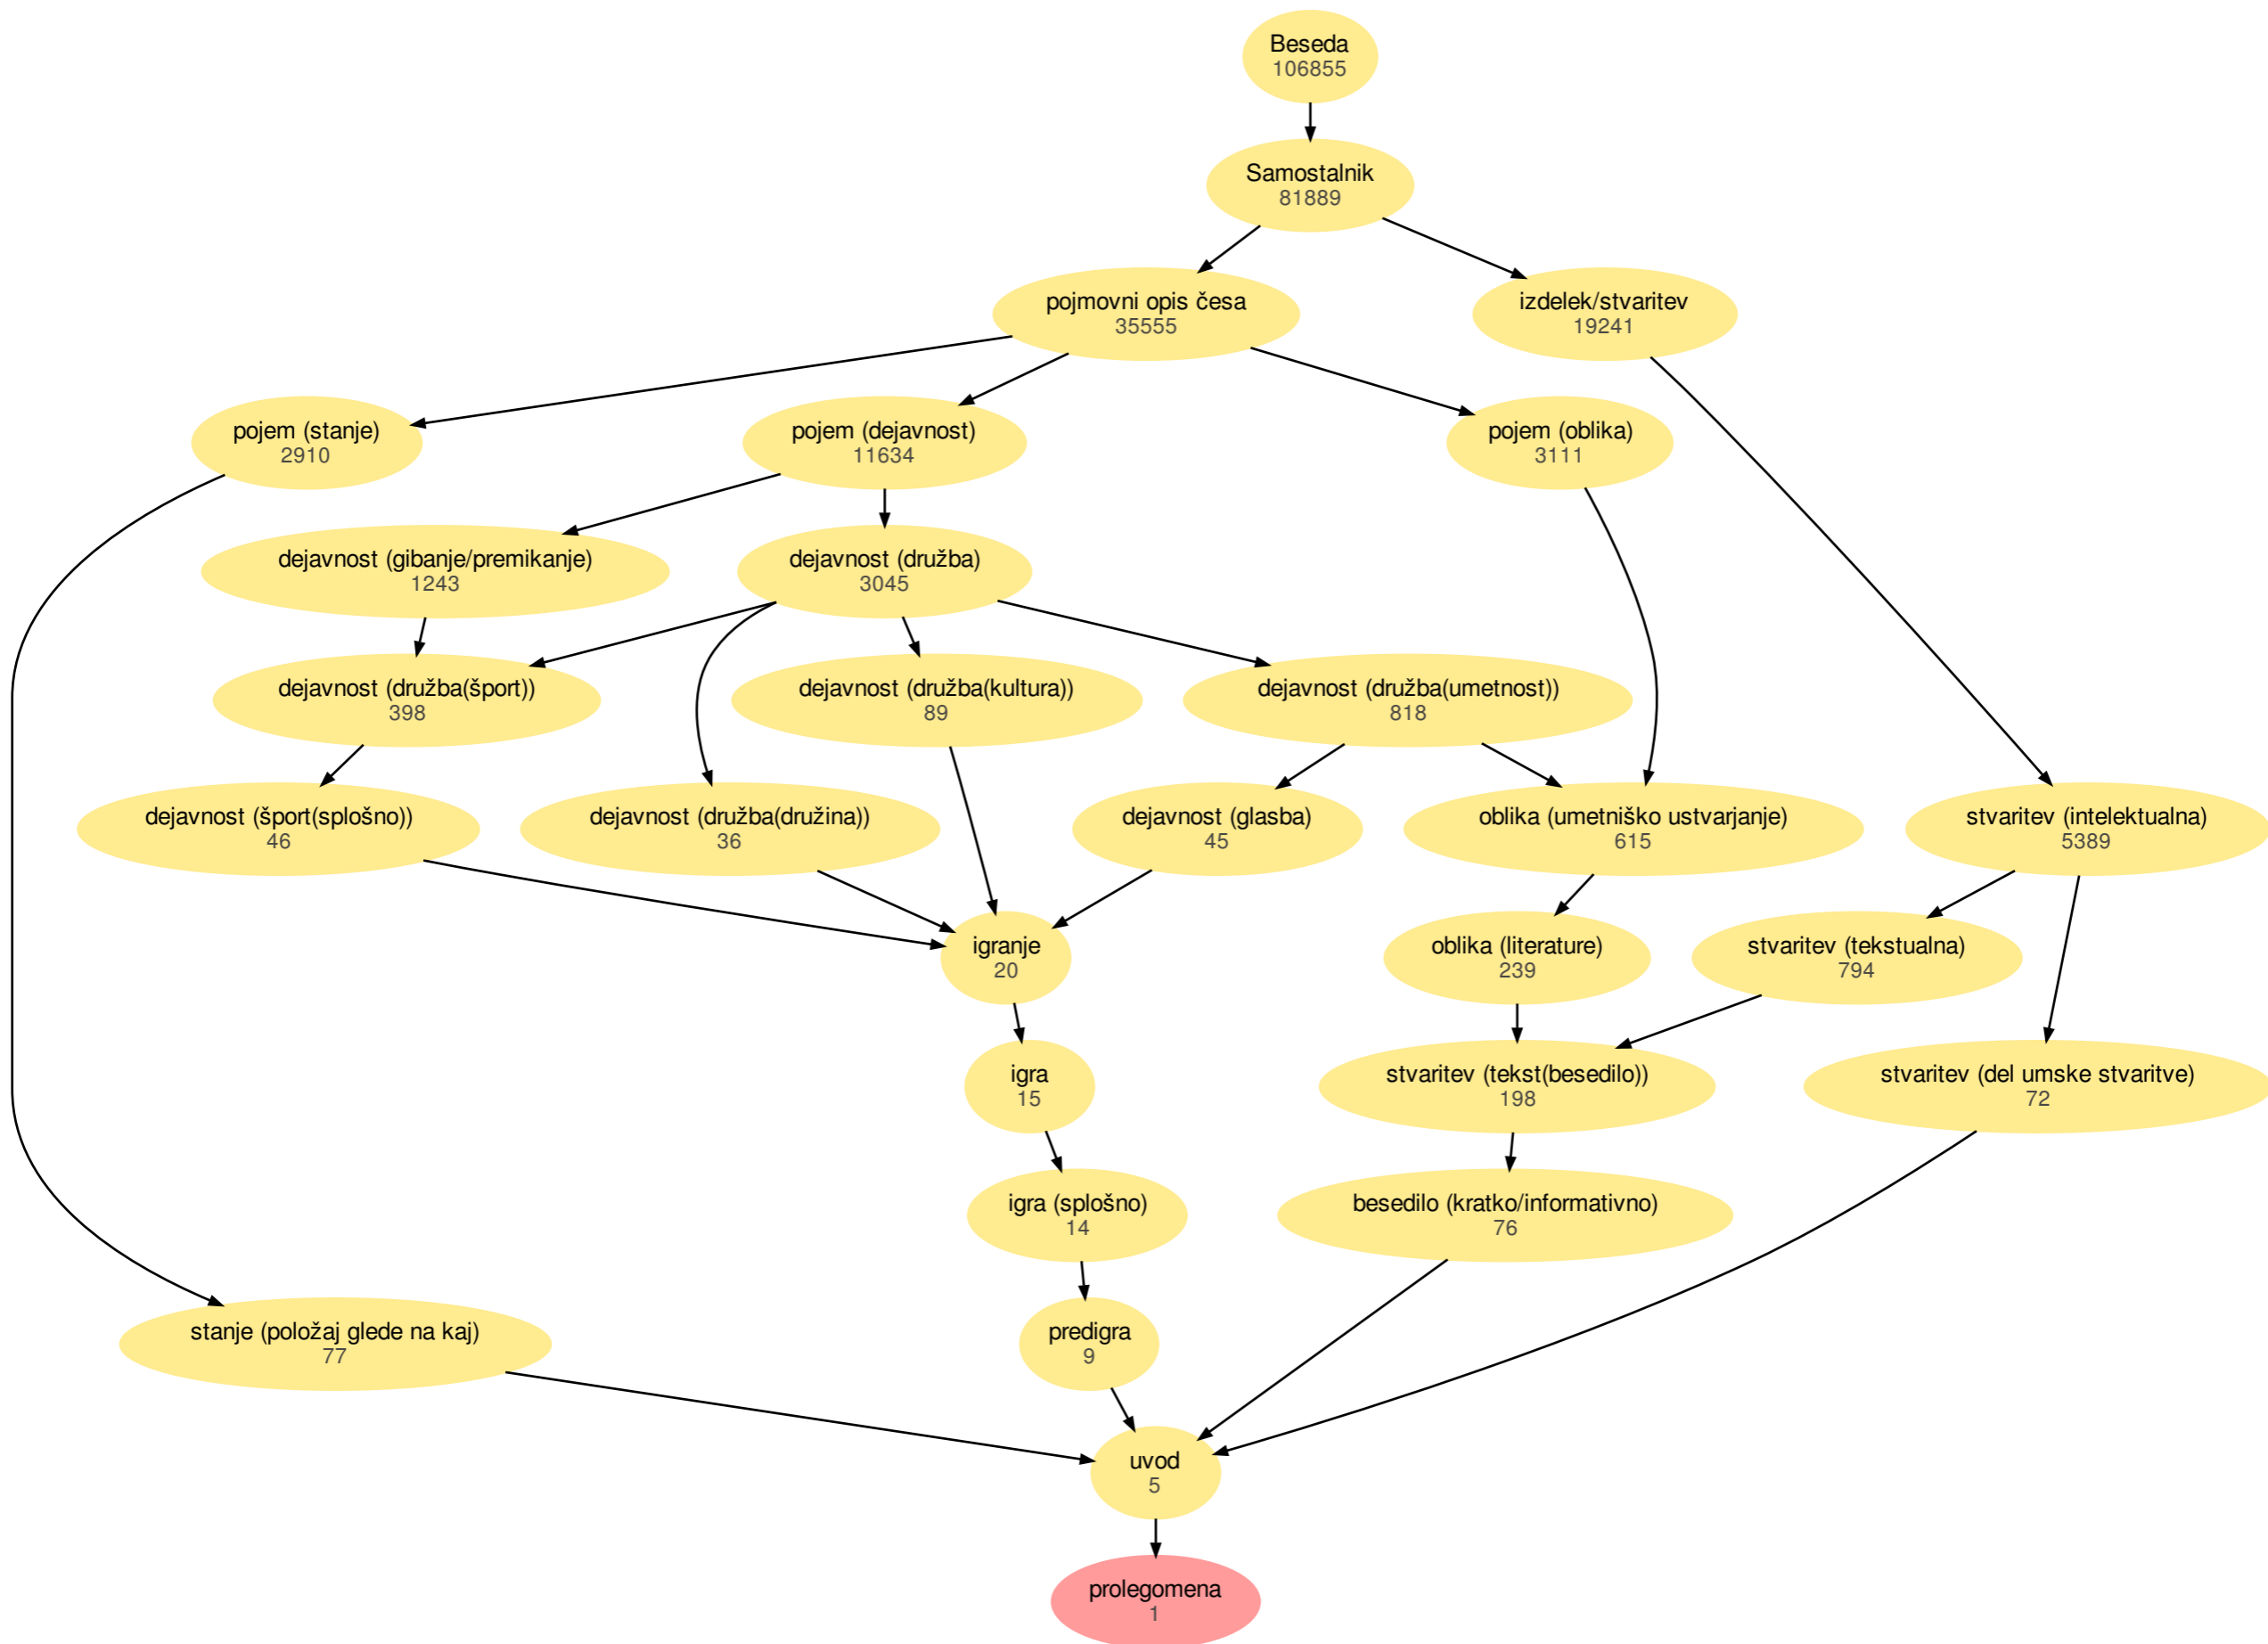 Beseda
106855
Samostalnik
81889
pojmovni opis česa
35555
izdelek/stvaritev
19241
pojem (stanje)
2910
pojem (dejavnost)
11634
pojem (oblika)
3111
dejavnost (gibanje/premikanje)
1243
dejavnost (družba)
3045
dejavnost (družba(šport))
398
dejavnost (družba(kultura))
89
dejavnost (družba(umetnost))
818
dejavnost (šport(splošno))
46
dejavnost (družba(družina))
36
dejavnost (glasba)
45
oblika (umetniško ustvarjanje)
615
stvaritev (intelektualna)
5389
igranje
20
oblika (literature)
239
stvaritev (tekstualna)
794
igra
15
stvaritev (tekst(besedilo))
198
stvaritev (del umske stvaritve)
72
igra (splošno)
14
besedilo (kratko/informativno)
76
stanje (položaj glede na kaj)
77
predigra
9
uvod
5
prolegomena
1